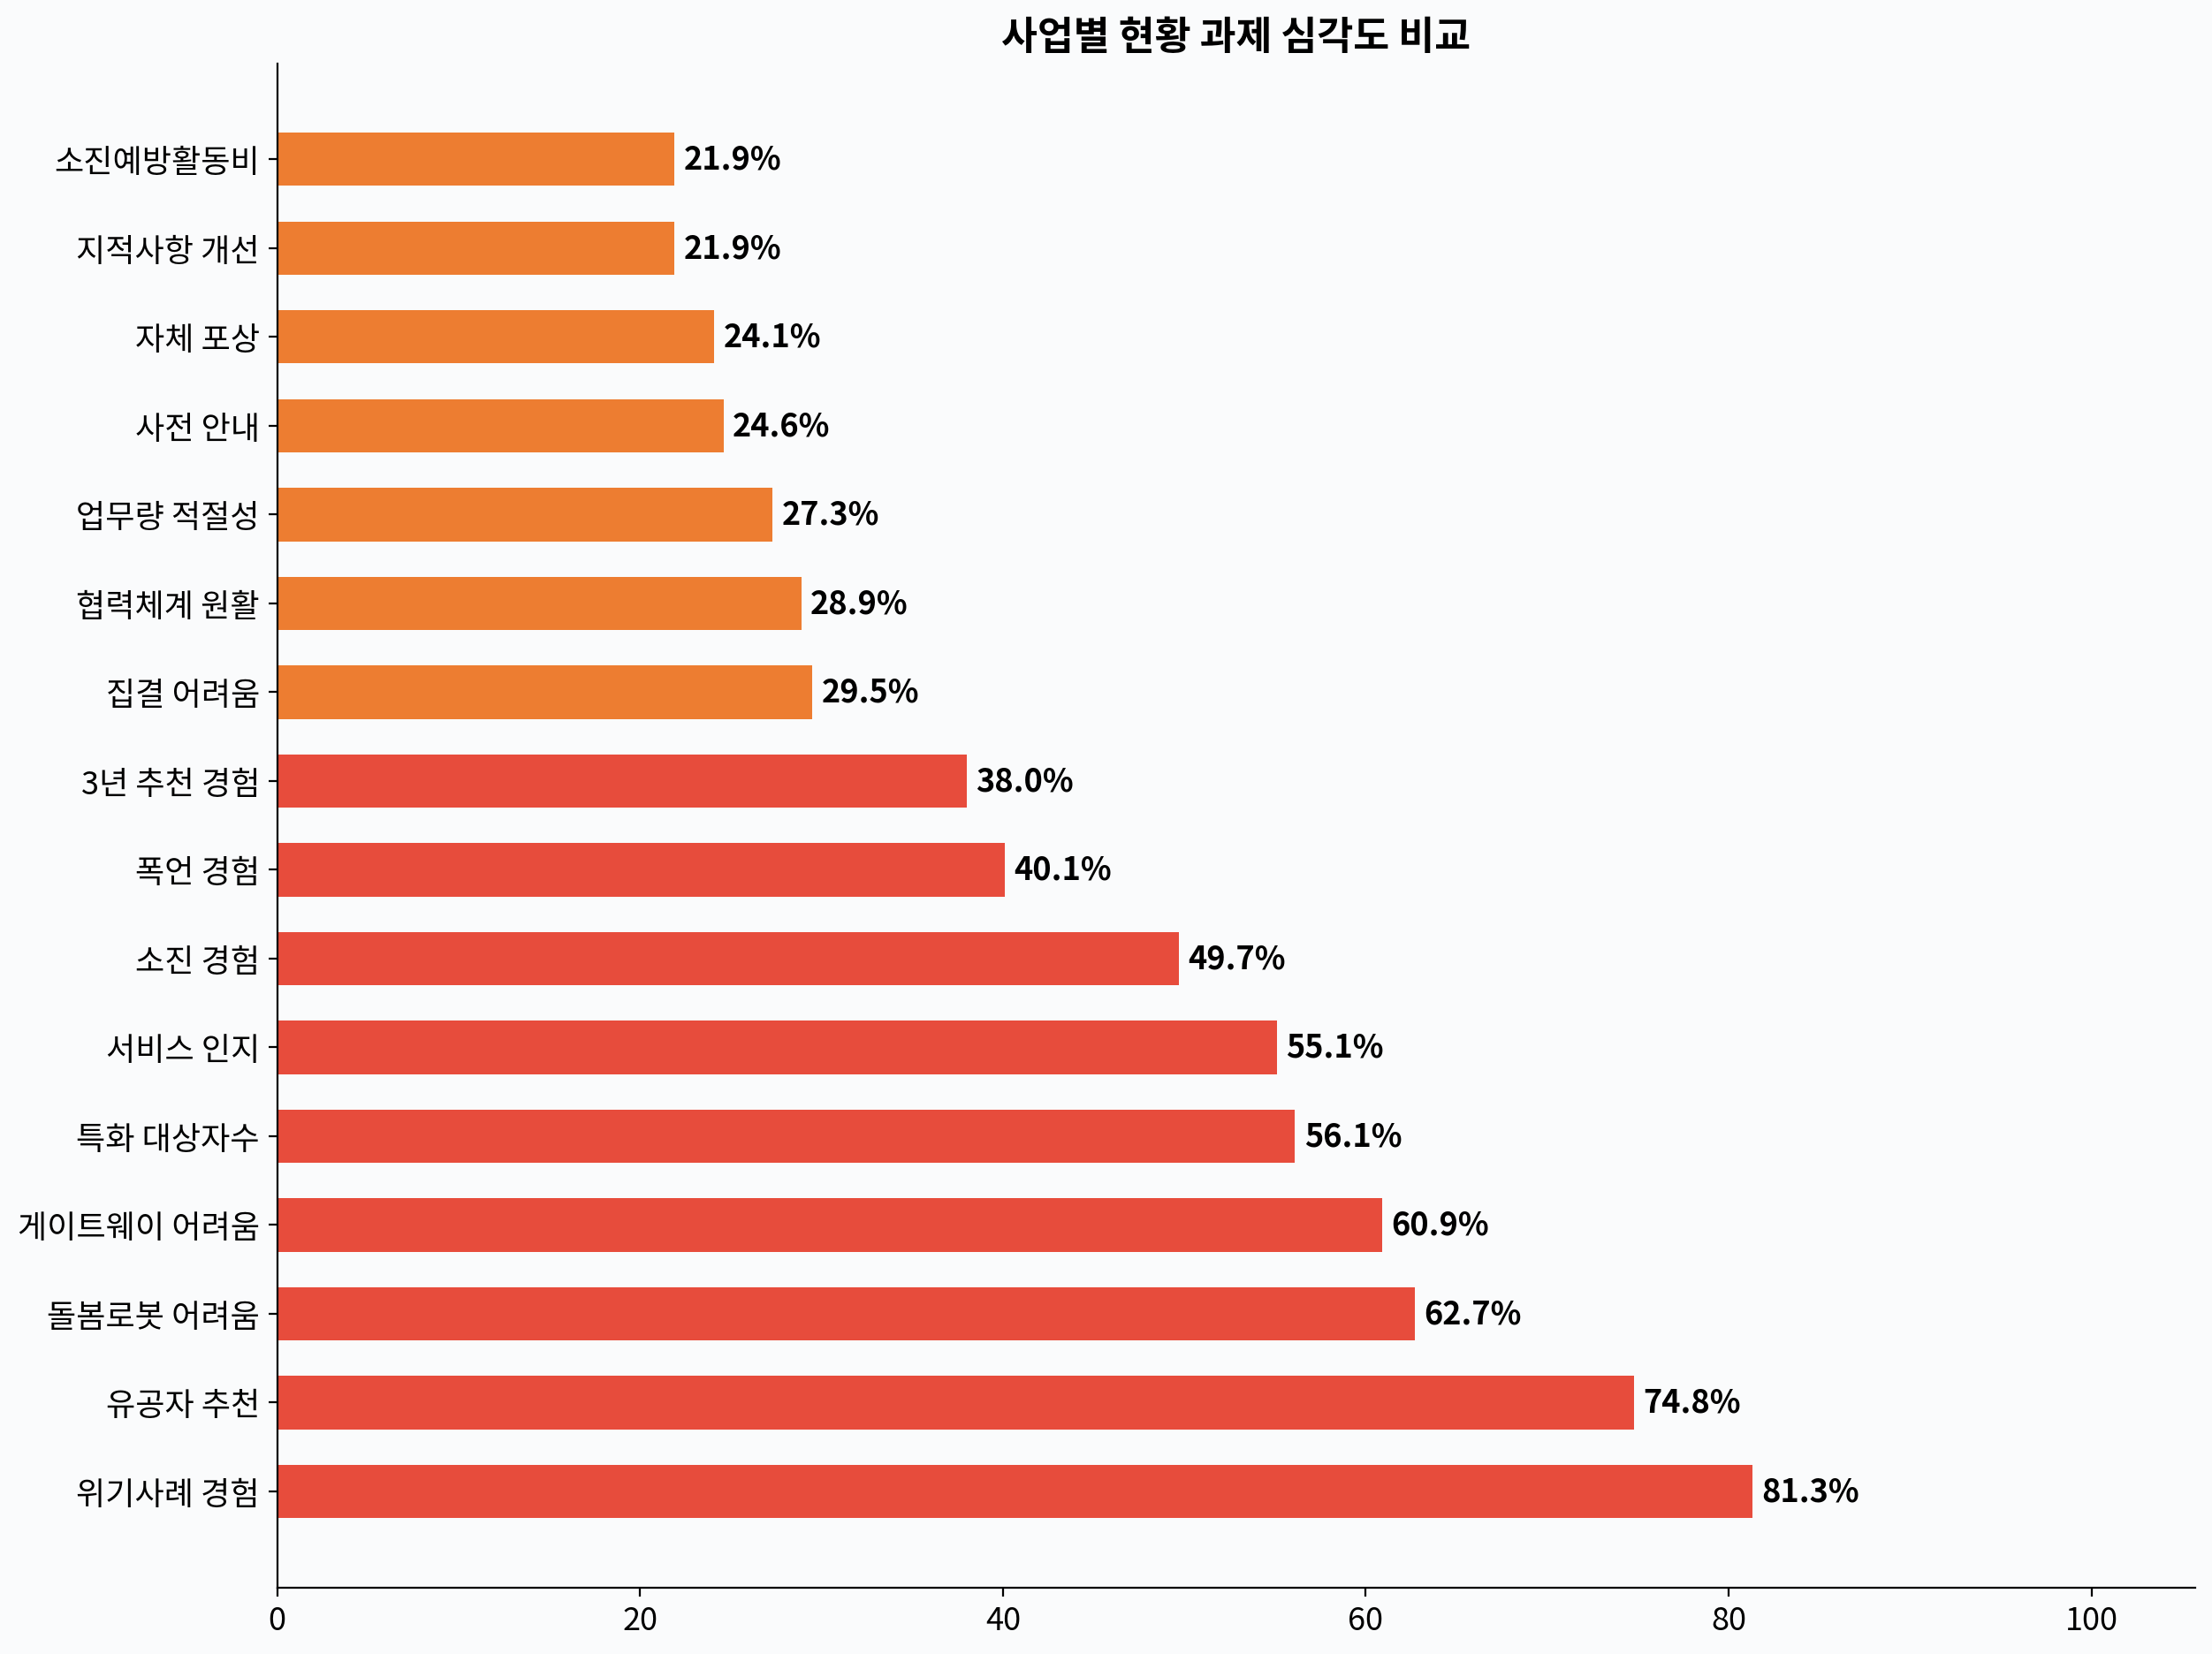 사업별 현황 과제 심각도 비교
소진예방활동비 21.9%
지적사항 개선 21.9%
자체 포상 24.1%
사전 안내 24.6%
업무량 적절성 27.3%
협력체계 원활 28.9%
집결 어려움 29.5%
3년 추천 경험 38.0%
폭언 경험 40.1%
소진 경험 49.7%
서비스 인지 55.1%
특화 대상자수 56.1%
게이트웨이 어려움 60.9%
돌봄로봇 어려움 62.7%
유공자 추천 74.8%
위기사례 경험 81.3%
0 20 40 60 80 100